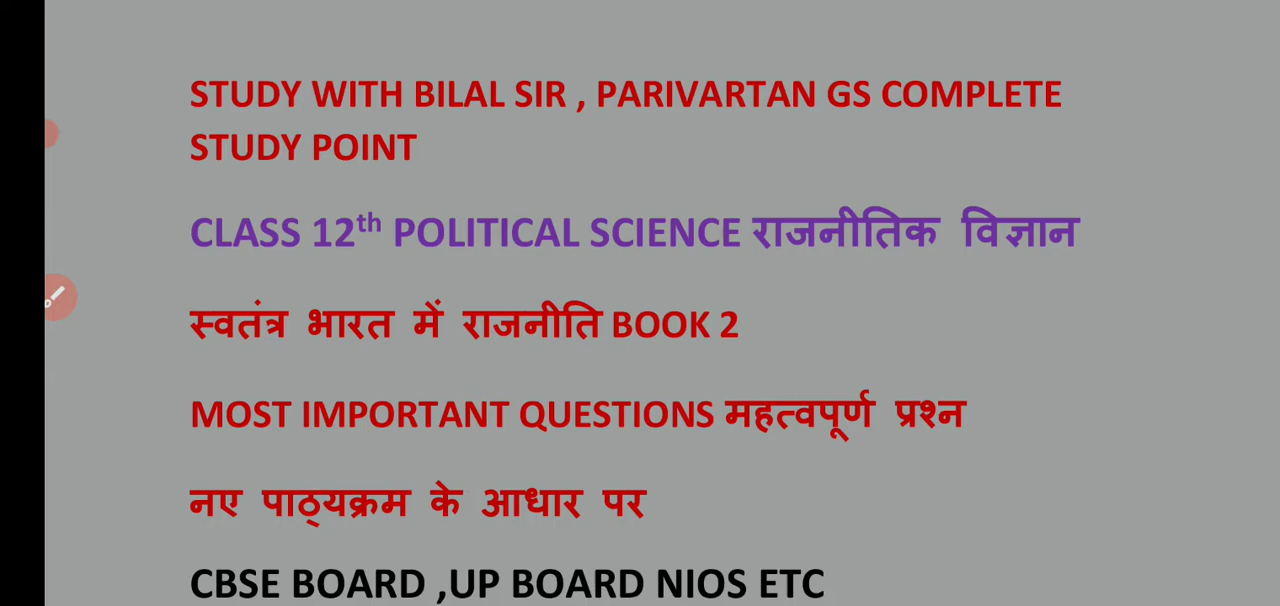 STUDY WITH BILAL SIR , PARIVARTAN GS COMPLETE
STUDY POINT
CLASS 12th POLITICAL SCIENCE राजनीतिक विज्ञान
स्वतंत्र भारत में राजनीति BOOK 2
MOST IMPORTANT QUESTIONS महत्वपूर्ण प्रश्न
नए पाठ्यक्रम के आधार पर
CBSE BOARD ,UP BOARD NIOS ETC